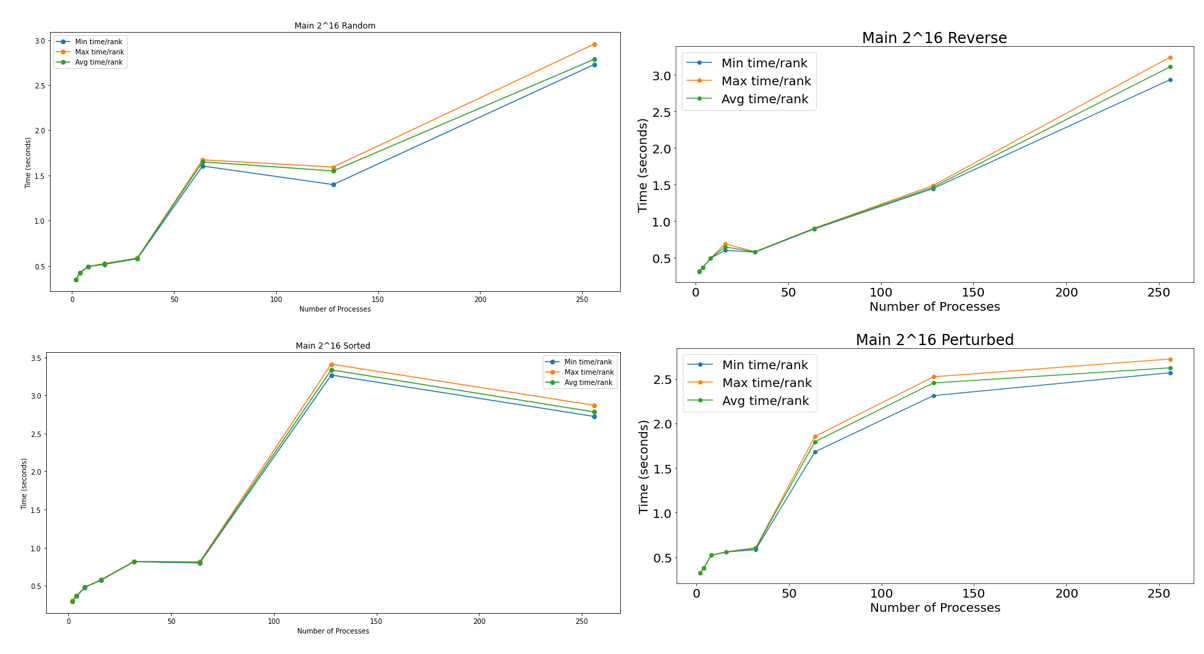 Main 2^16 Random
Min time/rank
Max time/rank
Avg time/rank
3.0
2.5
2.0
1.5
1.0
0.5
Time (seconds)
0
50
100
150
200
250
Number of Processes
Main 2^16 Reverse
Min time/rank
Max time/rank
Avg time/rank
3.0
2.5
2.0
1.5
1.0
0.5
Time (seconds)
0
50
100
150
200
250
Number of Processes
Main 2^16 Sorted
Min time/rank
Max time/rank
Avg time/rank
3.5
3.0
2.5
2.0
1.5
1.0
0.5
Time (seconds)
0
50
100
150
200
250
Number of Processes
Main 2^16 Perturbed
Min time/rank
Max time/rank
Avg time/rank
2.5
2.0
1.5
1.0
0.5
Time (seconds)
0
50
100
150
200
250
Number of Processes